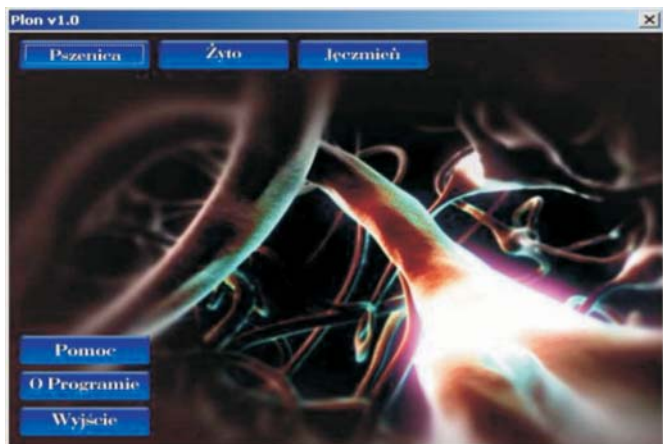 Plon v1.0
Pszenica Żyto Jęczmień
Pomoc
O Programie
Wyjście